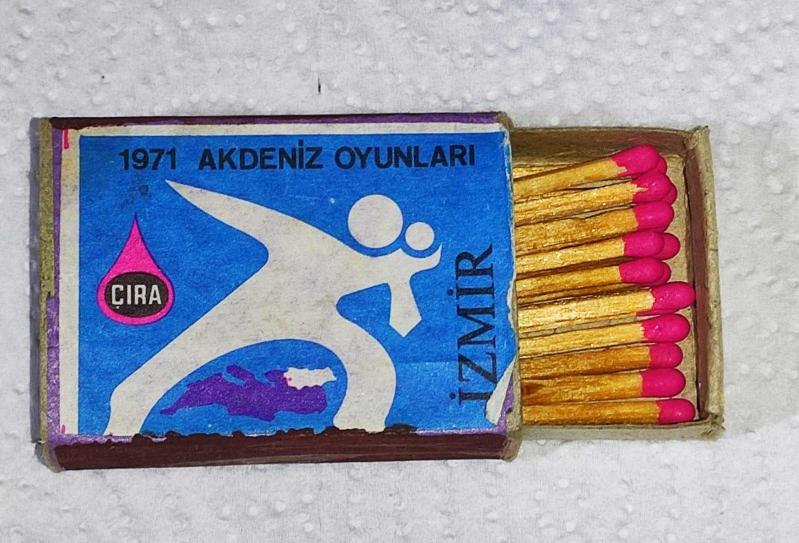 1971 AKDENİZ OYUNLARI
ÇIRA
İZMİR